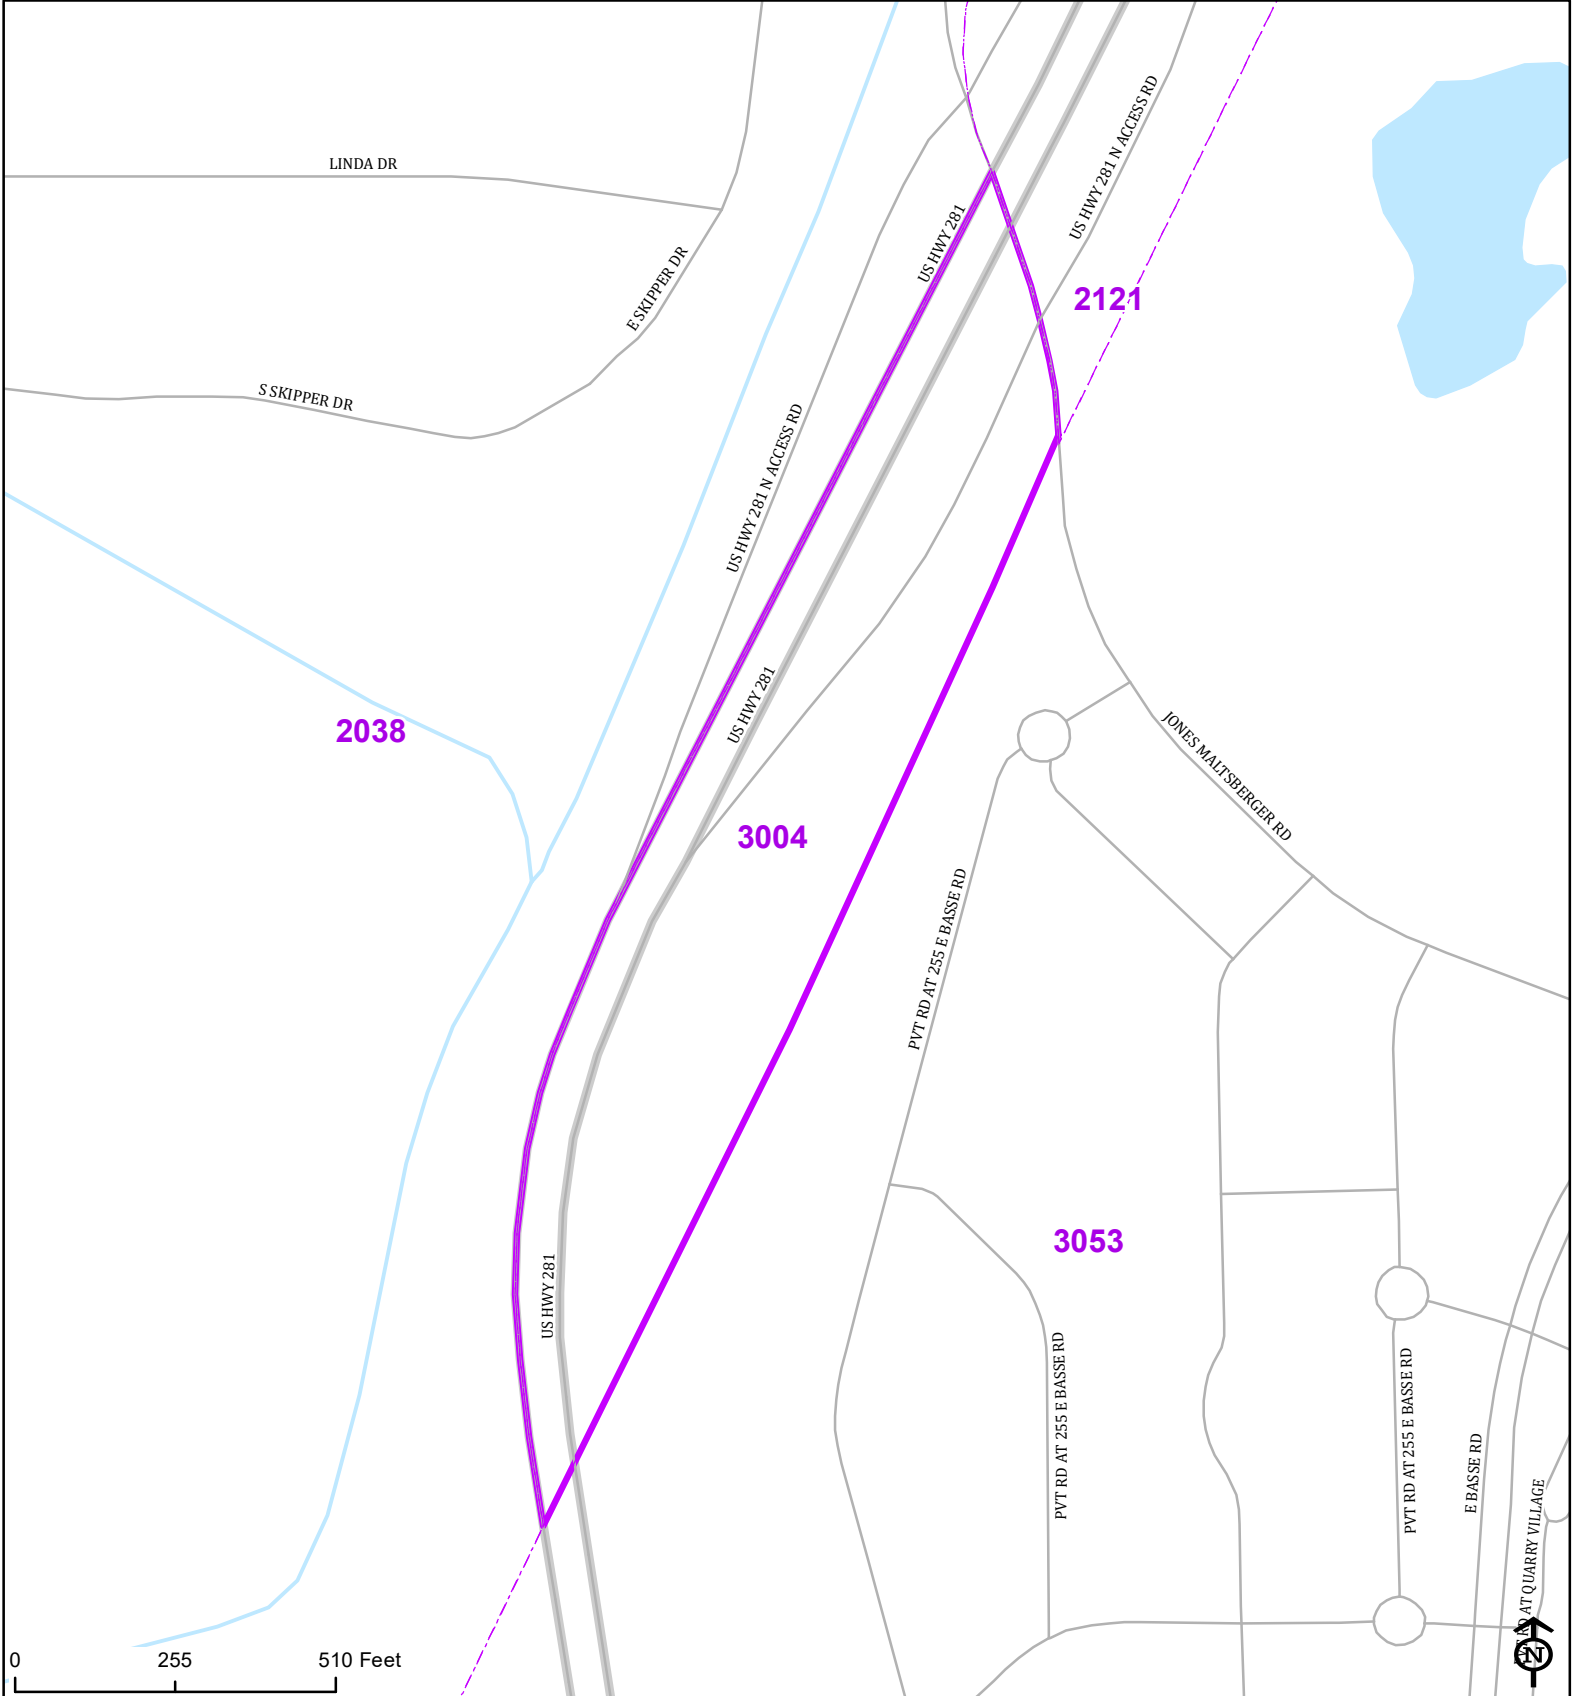 LINDA DR
US HWY 281 N ACCESS RD
E SKIPPER DR
US HWY 281
2121
S SKIPPER DR
US HWY 281 N ACCESS RD
US HWY 281
2038
JONES MALTSBERGER RD
3004
PVT RD AT 255 E BASSE RD
3053
US HWY 281
PVT RD AT 255 E BASSE RD
PVT RD AT 255 E BASSE RD
E BASSE RD
PVT RD AT QUARRY VILLAGE
0 255 510 Feet
N